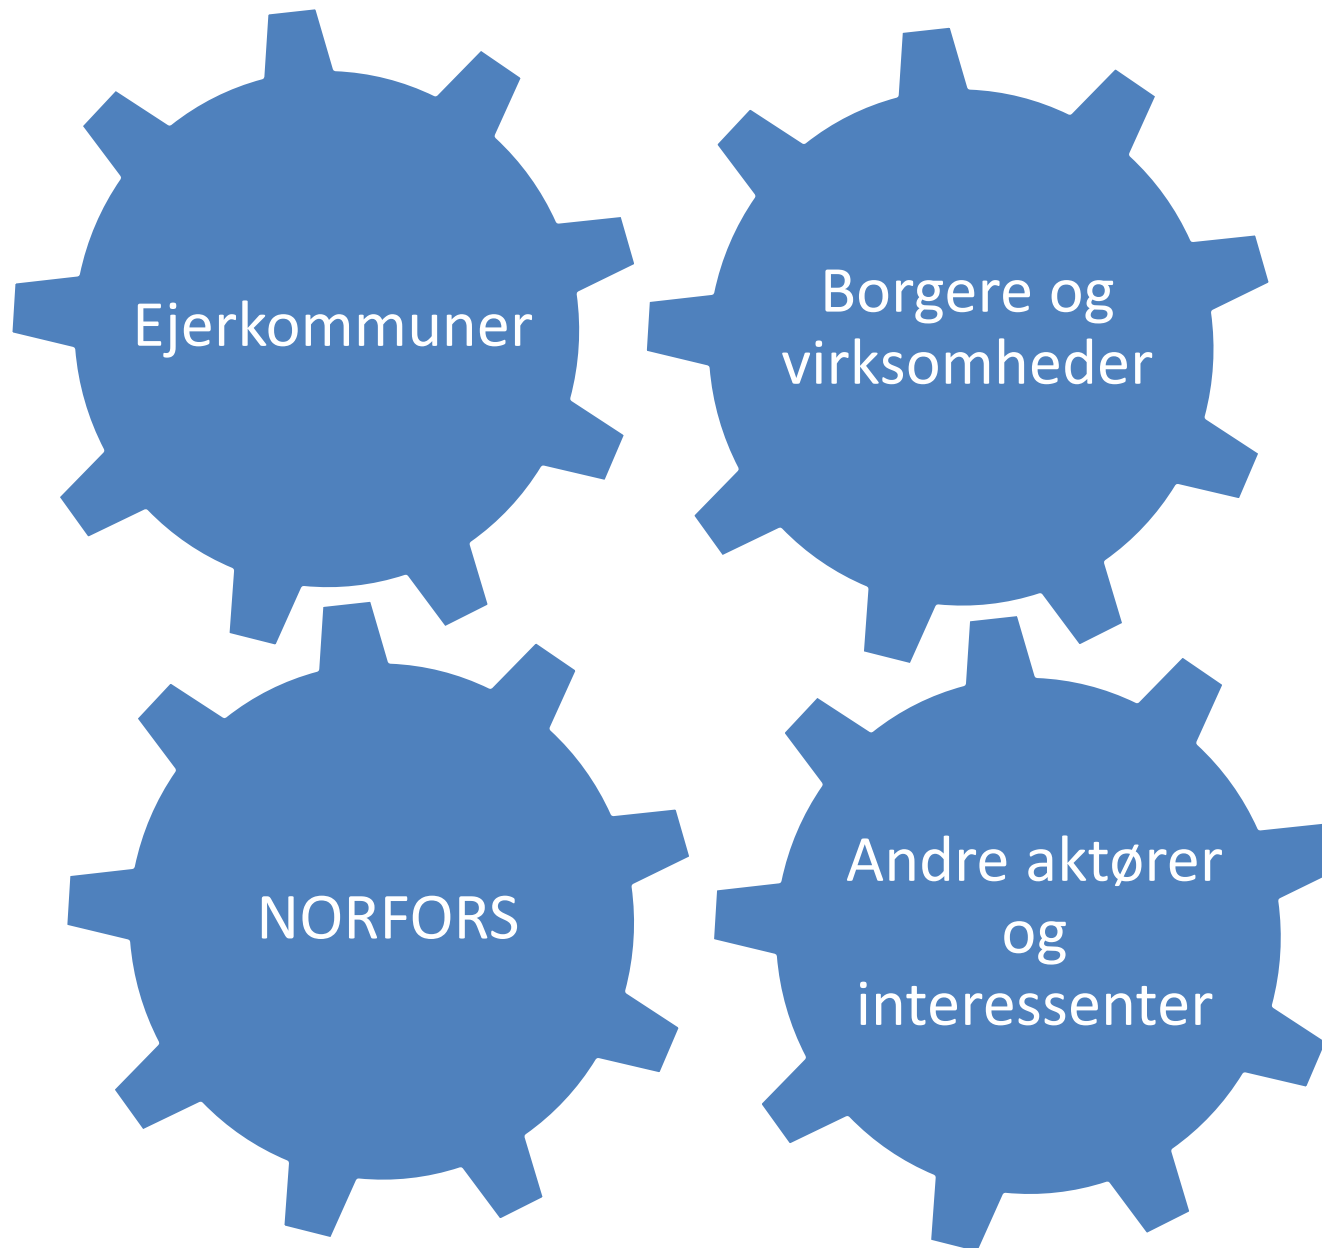 Ejerkommuner
Borgere og
virksomheder
NORFORS
Andre aktører
og
interessenter